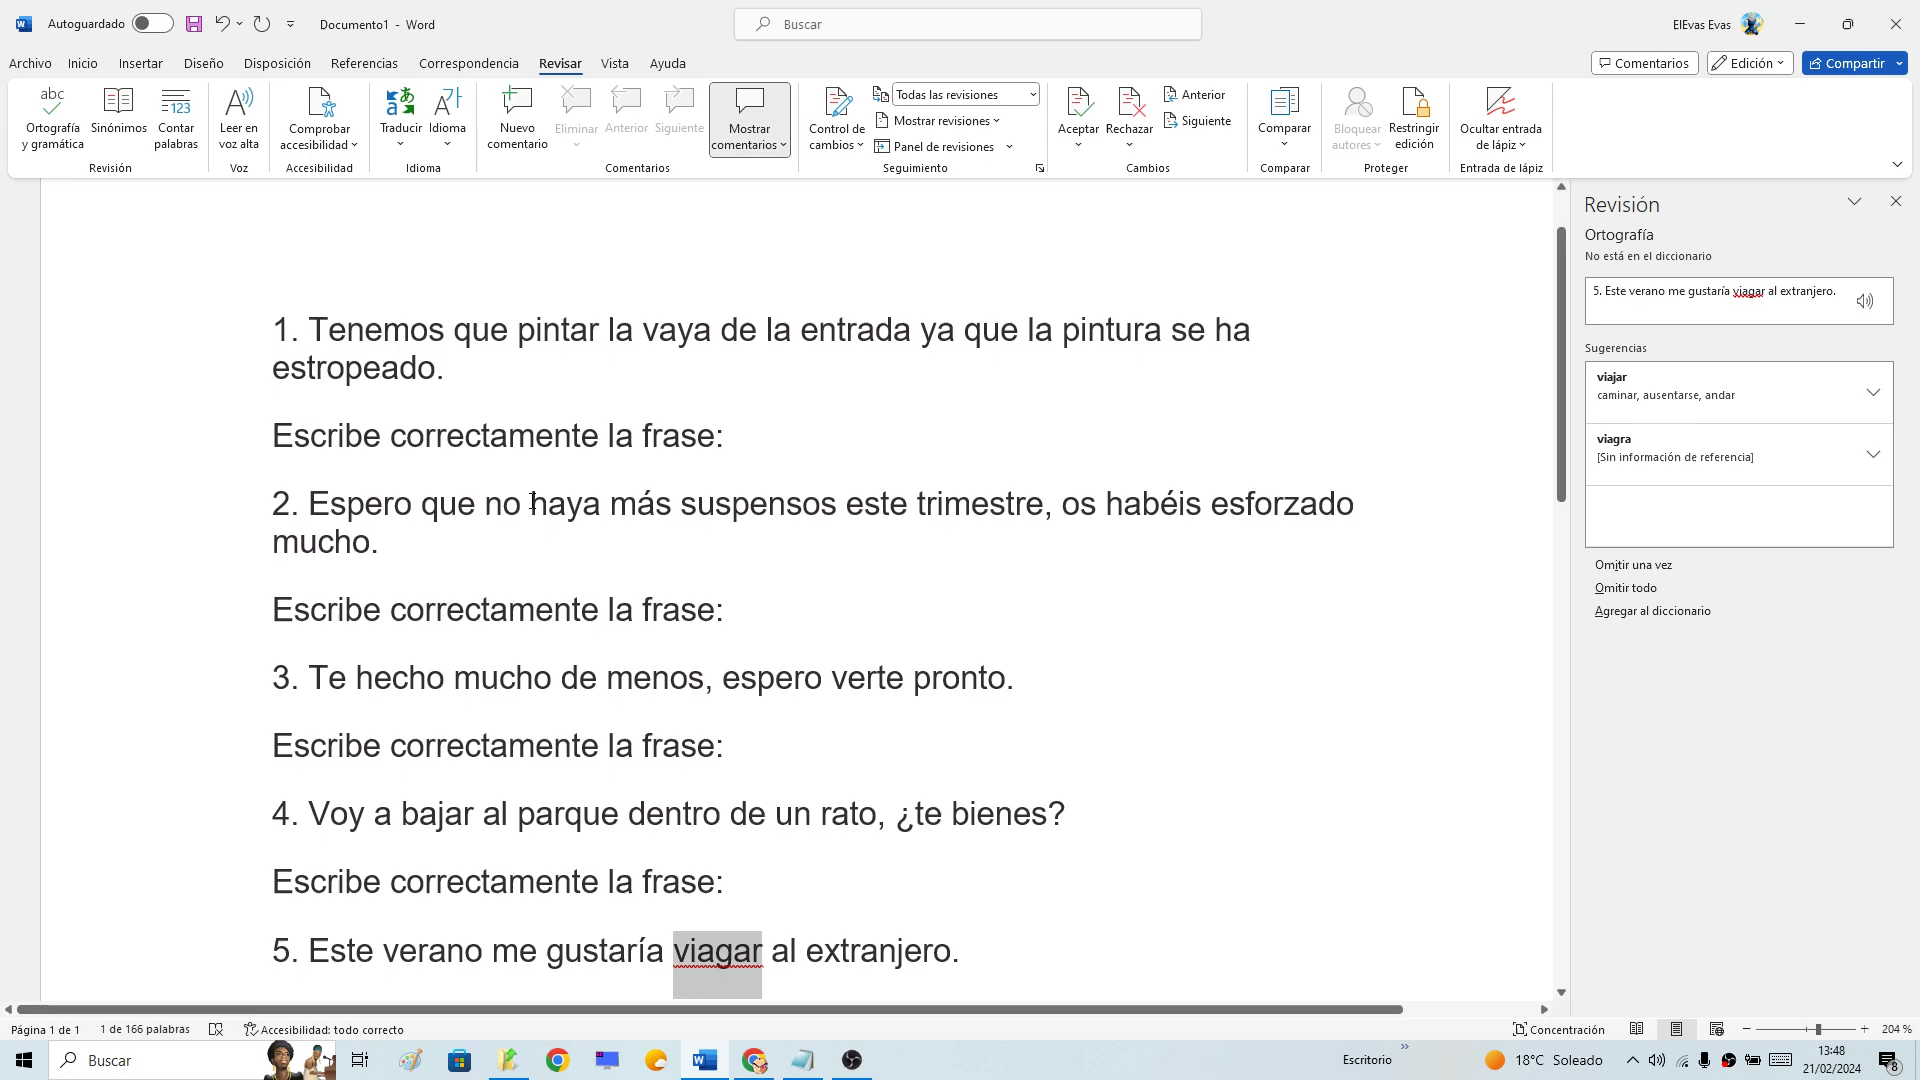 Autoguardado
Documento1 - Word
Buscar
ElEvas Evas
Archivo Inicio Insertar Diseño Disposición Referencias Correspondencia Revisar Vista Ayuda
Comentarios Edición Compartir
Ortografía y gramática
Sinónimos
Contar palabras
Leer en voz alta
Comprobar accesibilidad
Traducir
Idioma
Nuevo comentario
Eliminar
Anterior
Siguiente
Mostrar comentarios
Control de cambios
Todas las revisiones
Mostrar revisiones
Panel de revisiones
Aceptar
Rechazar
Anterior
Siguiente
Comparar
Bloquear autores
Restringir edición
Ocultar entrada de lápiz
Revisión Voz Accesibilidad Idioma Comentarios Seguimiento Cambios Comparar Proteger Entrada de lápiz
1. Tenemos que pintar la vaya de la entrada ya que la pintura se ha
estropeado.
Escribe correctamente la frase:
2. Espero que no haya más suspensos este trimestre, os habéis esforzado
mucho.
Escribe correctamente la frase:
3. Te hecho mucho de menos, espero verte pronto.
Escribe correctamente la frase:
4. Voy a bajar al parque dentro de un rato, ¿te bienes?
Escribe correctamente la frase:
5. Este verano me gustaría viagar al extranjero.
Revisión
Ortografía
No está en el diccionario
5. Este verano me gustaría viagar al extranjero.
Sugerencias
viajar
caminar, ausentarse, andar
viagra
[Sin información de referencia]
Omitir una vez
Omitir todo
Agregar al diccionario
Página 1 de 1 1 de 166 palabras Accesibilidad: todo correcto
Concentración 204 %
Buscar
Escritorio
18°C Soleado
13:48
21/02/2024
8